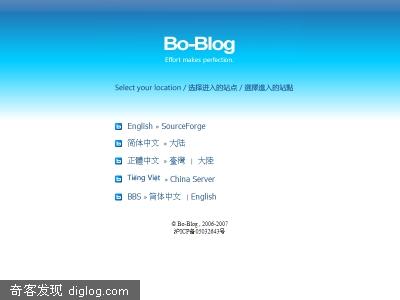 Bo-Blog
Effort makes perfection.
Select your location / 选择进入的站点 / 選擇進入的站點
English » SourceForge
简体中文 » 大陆
正體中文 » 臺灣 | 大陸
Tiếng Việt » China Server
BBS » 简体中文 | English
© Bo-Blog , 2006-2007
沪ICP备05032643号
奇客发现 diglog.com